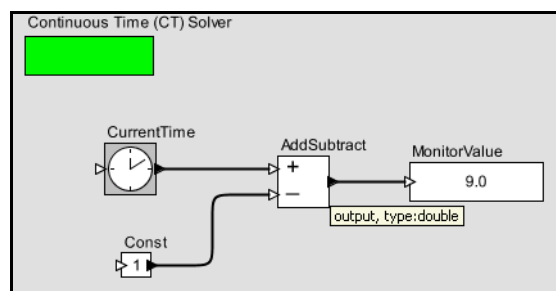 Continuous Time (CT) Solver
CurrentTime
AddSubtract
+
−
MonitorValue
9.0
output, type:double
Const
1